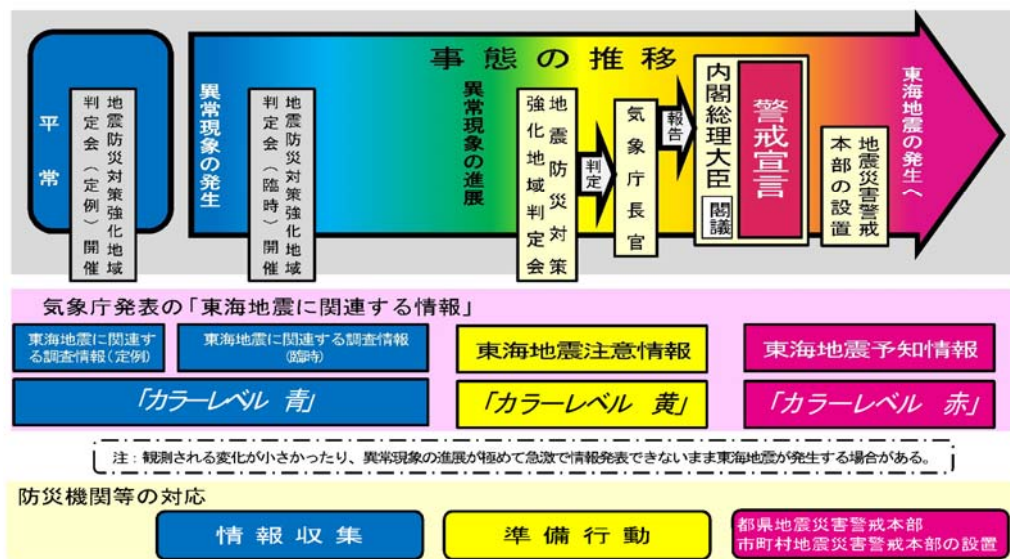 事態の推移
平常
地震防災対策強化地域
判定会（定例）開催
異常現象の発生
地震防災対策強化地域
判定会（臨時）開催
異常現象の進展
地震防災対策
強化地域判定会
判定
気象庁長官
報告
内閣総理大臣
閣議
警戒宣言
地震災害警戒
本部の設置
東海地震の発生へ
気象庁発表の「東海地震に関連する情報」
東海地震に関連す
る調査情報(定例)
東海地震に関連する調査情報
(臨時)
東海地震注意情報
東海地震予知情報
「カラーレベル 青」
「カラーレベル 黄」
「カラーレベル 赤」
注：観測される変化が小さかったり、異常現象の進展が極めて急激で情報発表できないまま東海地震が発生する場合がある。
防災機関等の対応
情報収集
準備行動
都県地震災害警戒本部
市町村地震災害警戒本部の設置